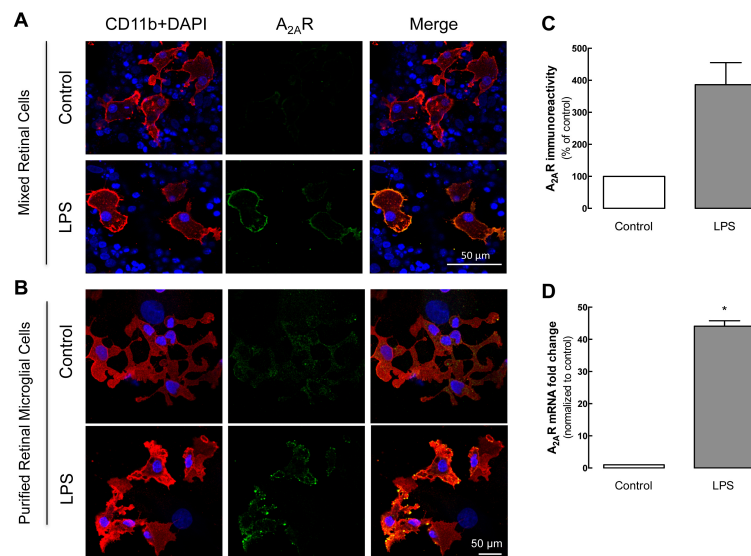 A
CD11b+DAPI
A2AR
Merge
Mixed Retinal Cells
Control
LPS
50 µm
B
Purified Retinal Microglial Cells
Control
LPS
50 µm
C
A2AR immunoreactivity
(% of control)
500
400
300
200
100
0
Control
LPS
D
A2AR mRNA fold change
(normalized to control)
50
40
30
20
10
0
*
Control
LPS